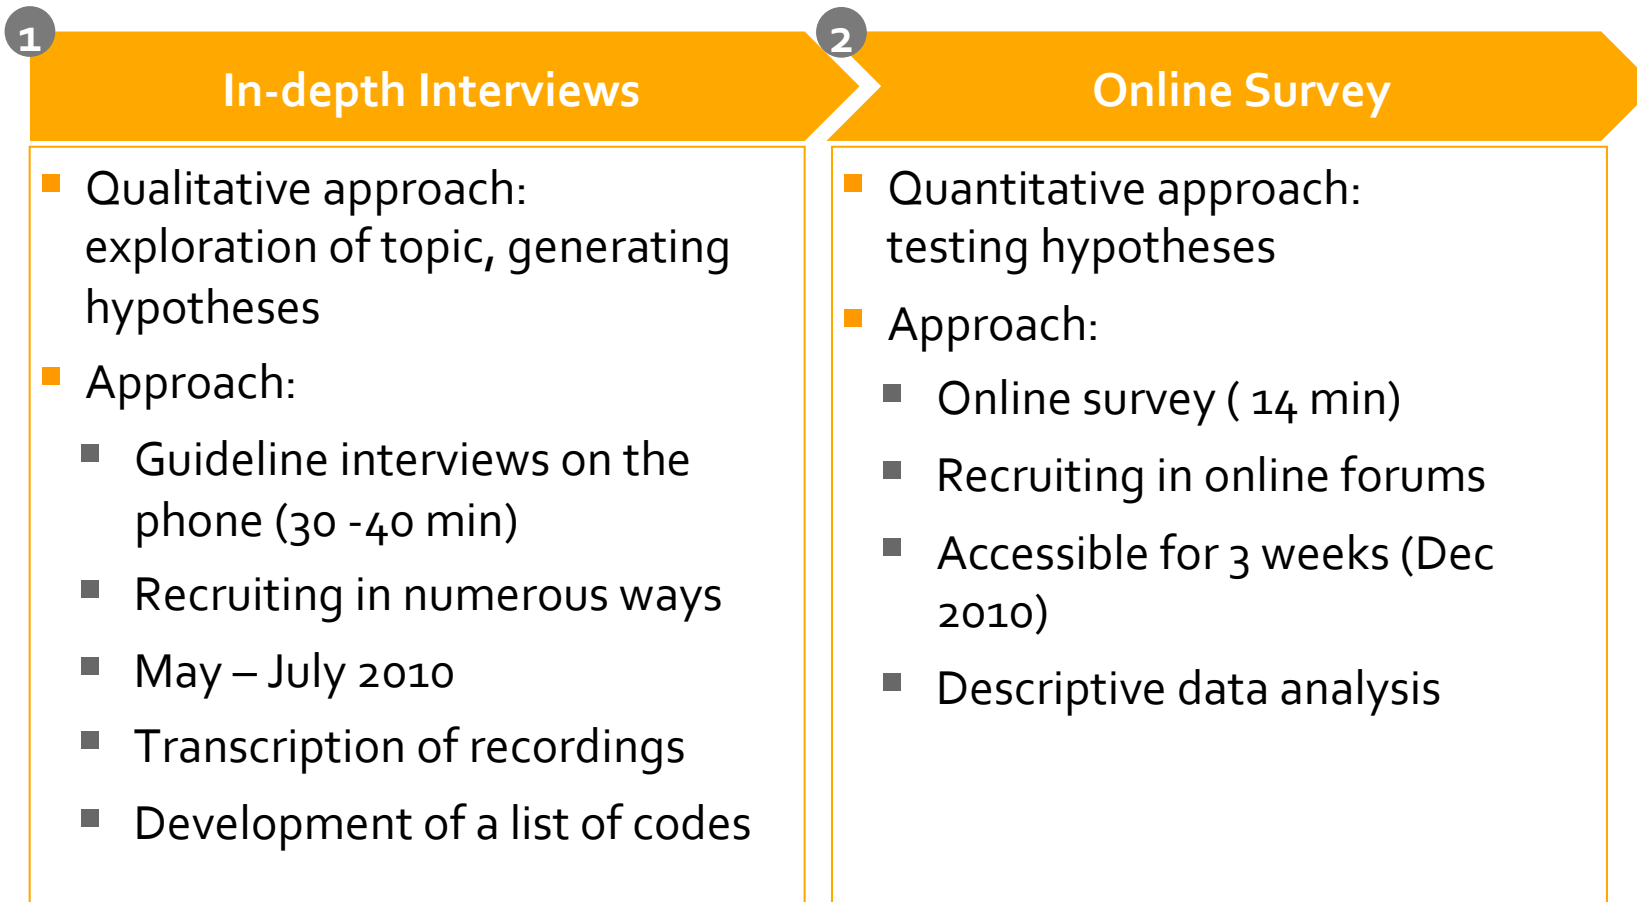 1
In-depth Interviews
Qualitative approach:
exploration of topic, generating
hypotheses
Approach:
Guideline interviews on the
phone (30 -40 min)
Recruiting in numerous ways
May – July 2010
Transcription of recordings
Development of a list of codes
2
Online Survey
Quantitative approach:
testing hypotheses
Approach:
Online survey ( 14 min)
Recruiting in online forums
Accessible for 3 weeks (Dec
2010)
Descriptive data analysis